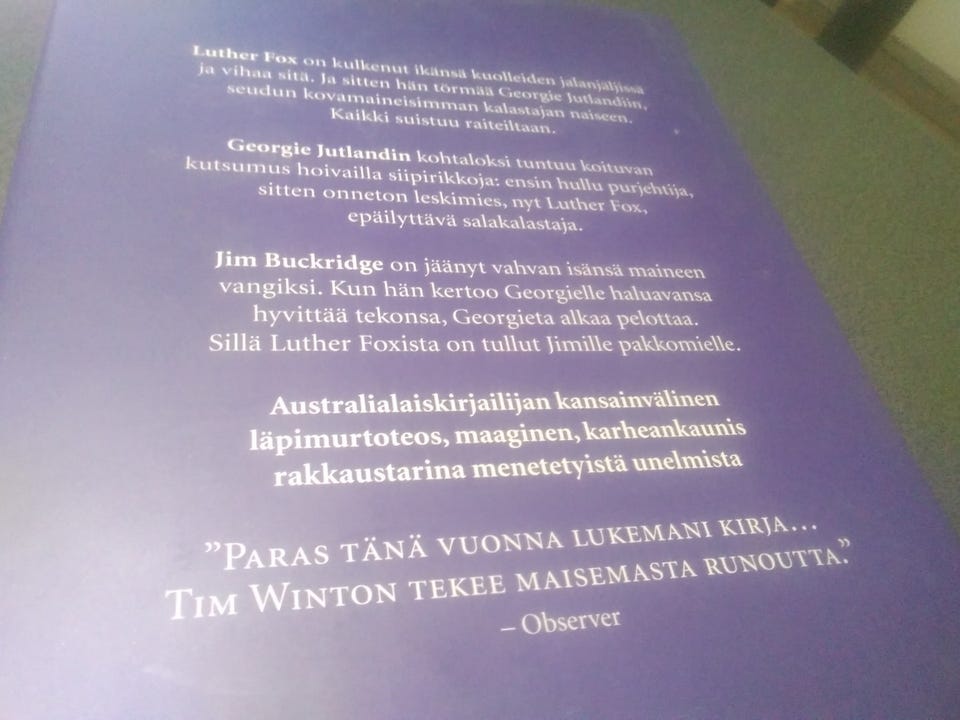 Luther Fox on kulkenut ikänsä kuolleiden jalanjäljissä
ja vihaa sitä. Ja sitten hän törmää Georgie Jutlandiin,
seudun kovamaineisimman kalastajan naiseen.
Kaikki suistuu raiteiltaan.
Georgie Jutlandin kohtaloksi tuntuu koituvan
kutsumus hoivailla siipirikkoja: ensin hullu purjehtija,
sitten onneton leskimies, nyt Luther Fox,
epäilyttävä salakalastaja.
Jim Buckridge on jäänyt vahvan isänsä maineen
vangiksi. Kun hän kertoo Georgielle haluavansa
hyvittää tekonsa, Georgieta alkaa pelottaa.
Sillä Luther Foxista on tullut Jimille pakkomielle.
Australialaiskirjailijan kansainvälinen
läpimurtoteos, maaginen, karheankaunis
rakkaustarina menetetyistä unelmista
”PARAS TÄNÄ VUONNA LUKEMANI KIRJA...
TIM WINTON TEKEE MAISEMASTA RUNOUTTA.”
– Observer